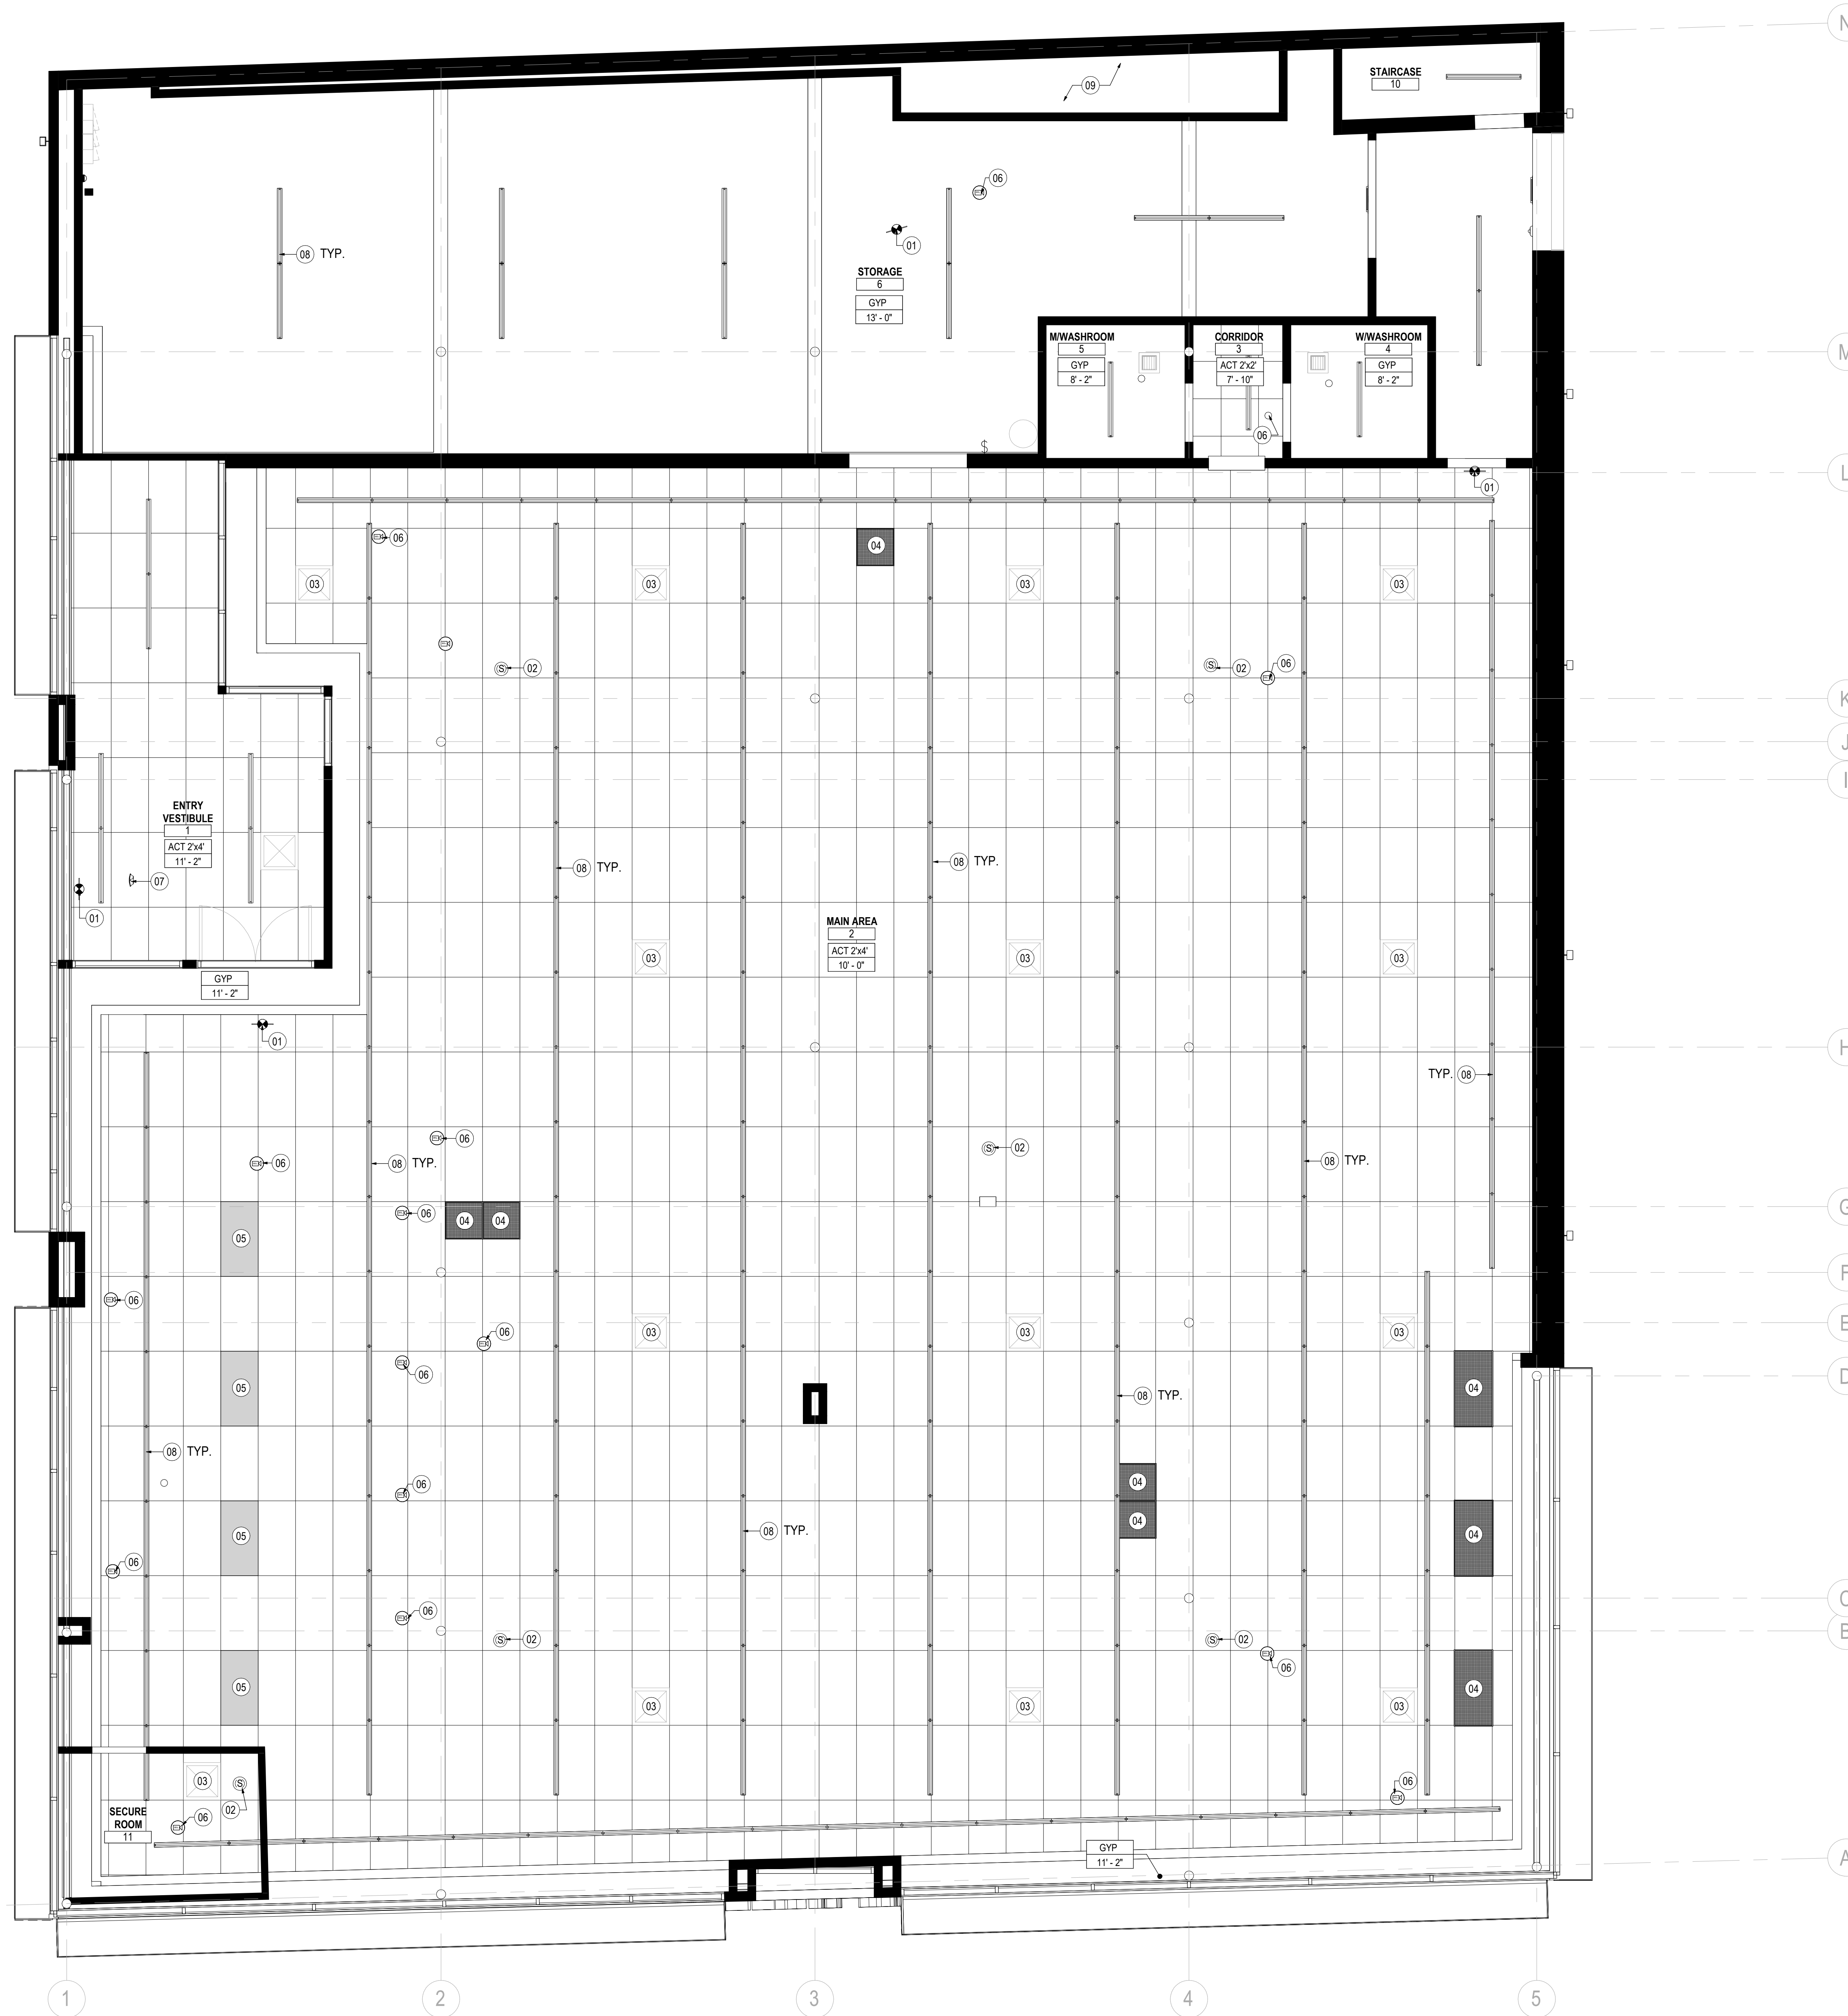 N
STAIRCASE
10
09
06
01
08 TYP.
STORAGE
6
GYP
13' - 0"
M/WASHROOM
5
GYP
8' - 2"
CORRIDOR
3
ACT 2'x2'
7' - 10"
W/WASHROOM
4
GYP
8' - 2"
M
06
$
L
01
06
04
03
03
03
03
S
02
S
02
06
K
J
I
ENTRY
VESTIBULE
1
ACT 2'x4'
11' - 2"
07
01
08 TYP.
08 TYP.
MAIN AREA
2
ACT 2'x4'
10' - 0"
03
03
03
GYP
11' - 2"
01
H
TYP. 08
06
S
02
06
08 TYP.
08 TYP.
06
04
04
05
G
F
06
06
03
03
03
E
06
D
05
04
08 TYP.
08 TYP.
06
04
04
08 TYP.
05
04
06
C
06
S
02
S
02
B
06
05
04
03
03
03
03
S
02
06
06
SECURE
ROOM
11
GYP
11' - 2"
A
1
2
3
4
5